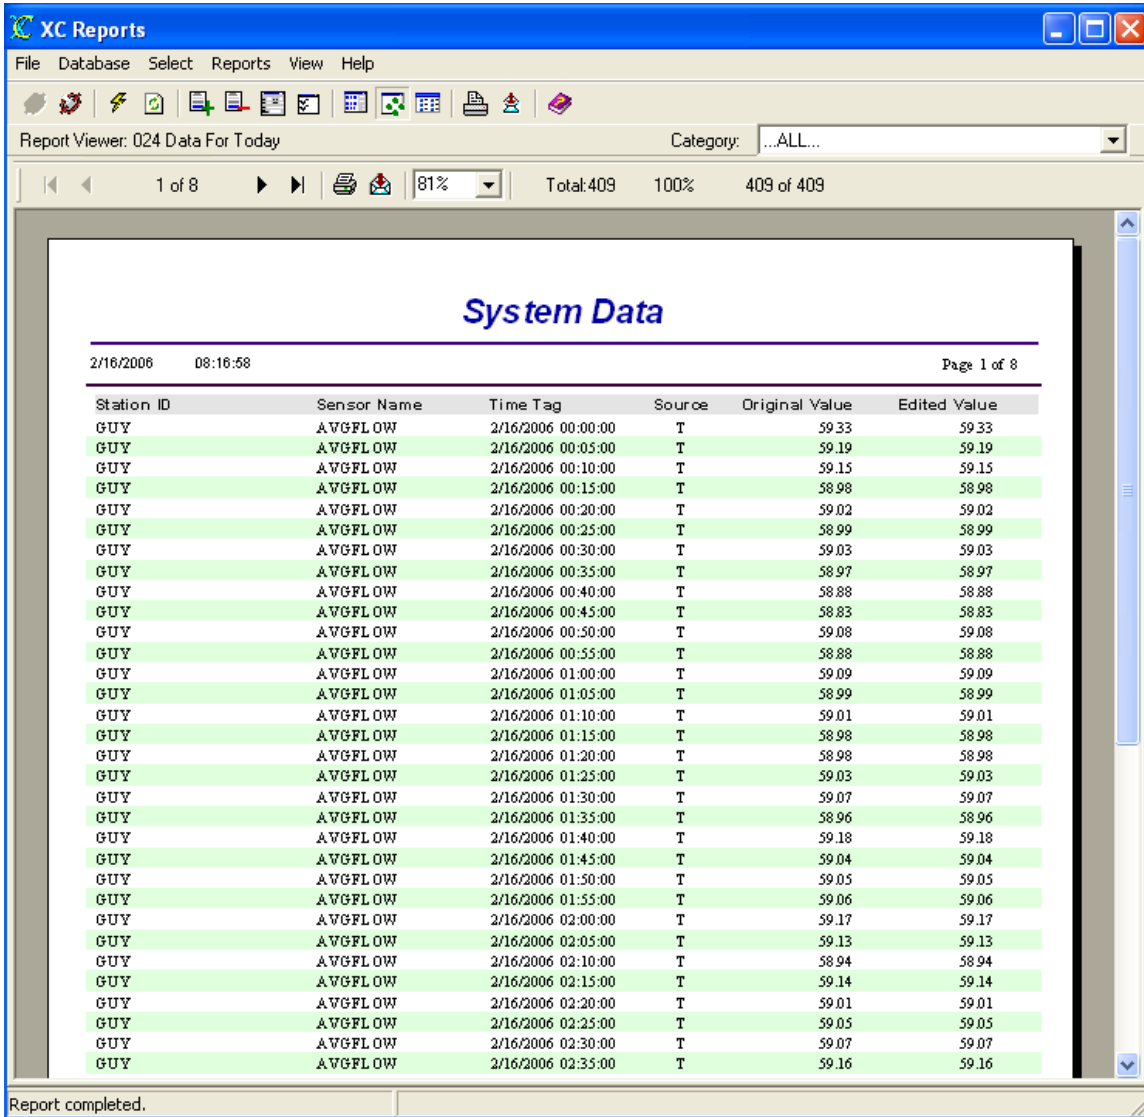 XC Reports
File Database Select Reports View Help
Report Viewer: 024 Data For Today Category: ...ALL...
1 of 8 81% Total:409 100% 409 of 409
System Data
2/16/2006 08:16:58 Page 1 of 8
Station ID Sensor Name Time Tag Source Original Value Edited Value
GUY AVGFLOW 2/16/2006 00:00:00 T 59.33 59.33
GUY AVGFLOW 2/16/2006 00:05:00 T 59.19 59.19
GUY AVGFLOW 2/16/2006 00:10:00 T 59.15 59.15
GUY AVGFLOW 2/16/2006 00:15:00 T 58.98 58.98
GUY AVGFLOW 2/16/2006 00:20:00 T 59.02 59.02
GUY AVGFLOW 2/16/2006 00:25:00 T 58.99 58.99
GUY AVGFLOW 2/16/2006 00:30:00 T 59.03 59.03
GUY AVGFLOW 2/16/2006 00:35:00 T 58.97 58.97
GUY AVGFLOW 2/16/2006 00:40:00 T 58.88 58.88
GUY AVGFLOW 2/16/2006 00:45:00 T 58.83 58.83
GUY AVGFLOW 2/16/2006 00:50:00 T 59.08 59.08
GUY AVGFLOW 2/16/2006 00:55:00 T 58.88 58.88
GUY AVGFLOW 2/16/2006 01:00:00 T 59.09 59.09
GUY AVGFLOW 2/16/2006 01:05:00 T 58.99 58.99
GUY AVGFLOW 2/16/2006 01:10:00 T 59.01 59.01
GUY AVGFLOW 2/16/2006 01:15:00 T 58.98 58.98
GUY AVGFLOW 2/16/2006 01:20:00 T 58.98 58.98
GUY AVGFLOW 2/16/2006 01:25:00 T 59.03 59.03
GUY AVGFLOW 2/16/2006 01:30:00 T 59.07 59.07
GUY AVGFLOW 2/16/2006 01:35:00 T 58.96 58.96
GUY AVGFLOW 2/16/2006 01:40:00 T 59.18 59.18
GUY AVGFLOW 2/16/2006 01:45:00 T 59.04 59.04
GUY AVGFLOW 2/16/2006 01:50:00 T 59.05 59.05
GUY AVGFLOW 2/16/2006 01:55:00 T 59.06 59.06
GUY AVGFLOW 2/16/2006 02:00:00 T 59.17 59.17
GUY AVGFLOW 2/16/2006 02:05:00 T 59.13 59.13
GUY AVGFLOW 2/16/2006 02:10:00 T 58.94 58.94
GUY AVGFLOW 2/16/2006 02:15:00 T 59.14 59.14
GUY AVGFLOW 2/16/2006 02:20:00 T 59.01 59.01
GUY AVGFLOW 2/16/2006 02:25:00 T 59.05 59.05
GUY AVGFLOW 2/16/2006 02:30:00 T 59.07 59.07
GUY AVGFLOW 2/16/2006 02:35:00 T 59.16 59.16
Report completed.